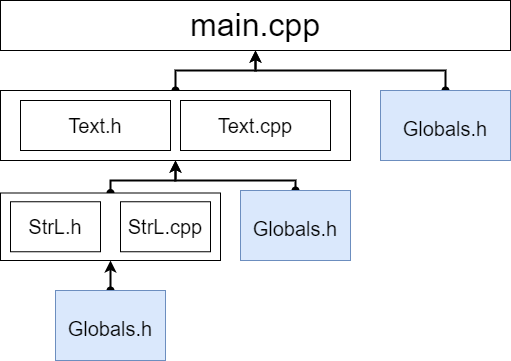 main.cpp
Text.h
Text.cpp
Globals.h
StrL.h
StrL.cpp
Globals.h
Globals.h